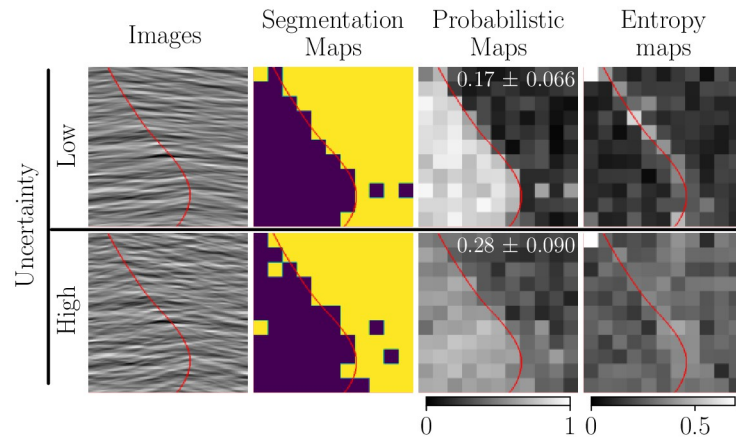 Images
Segmentation
Maps
Probabilistic
Maps
Entropy
maps
Uncertainty
Low
0.17 ± 0.066
High
0.28 ± 0.090
0 1
0 0.5